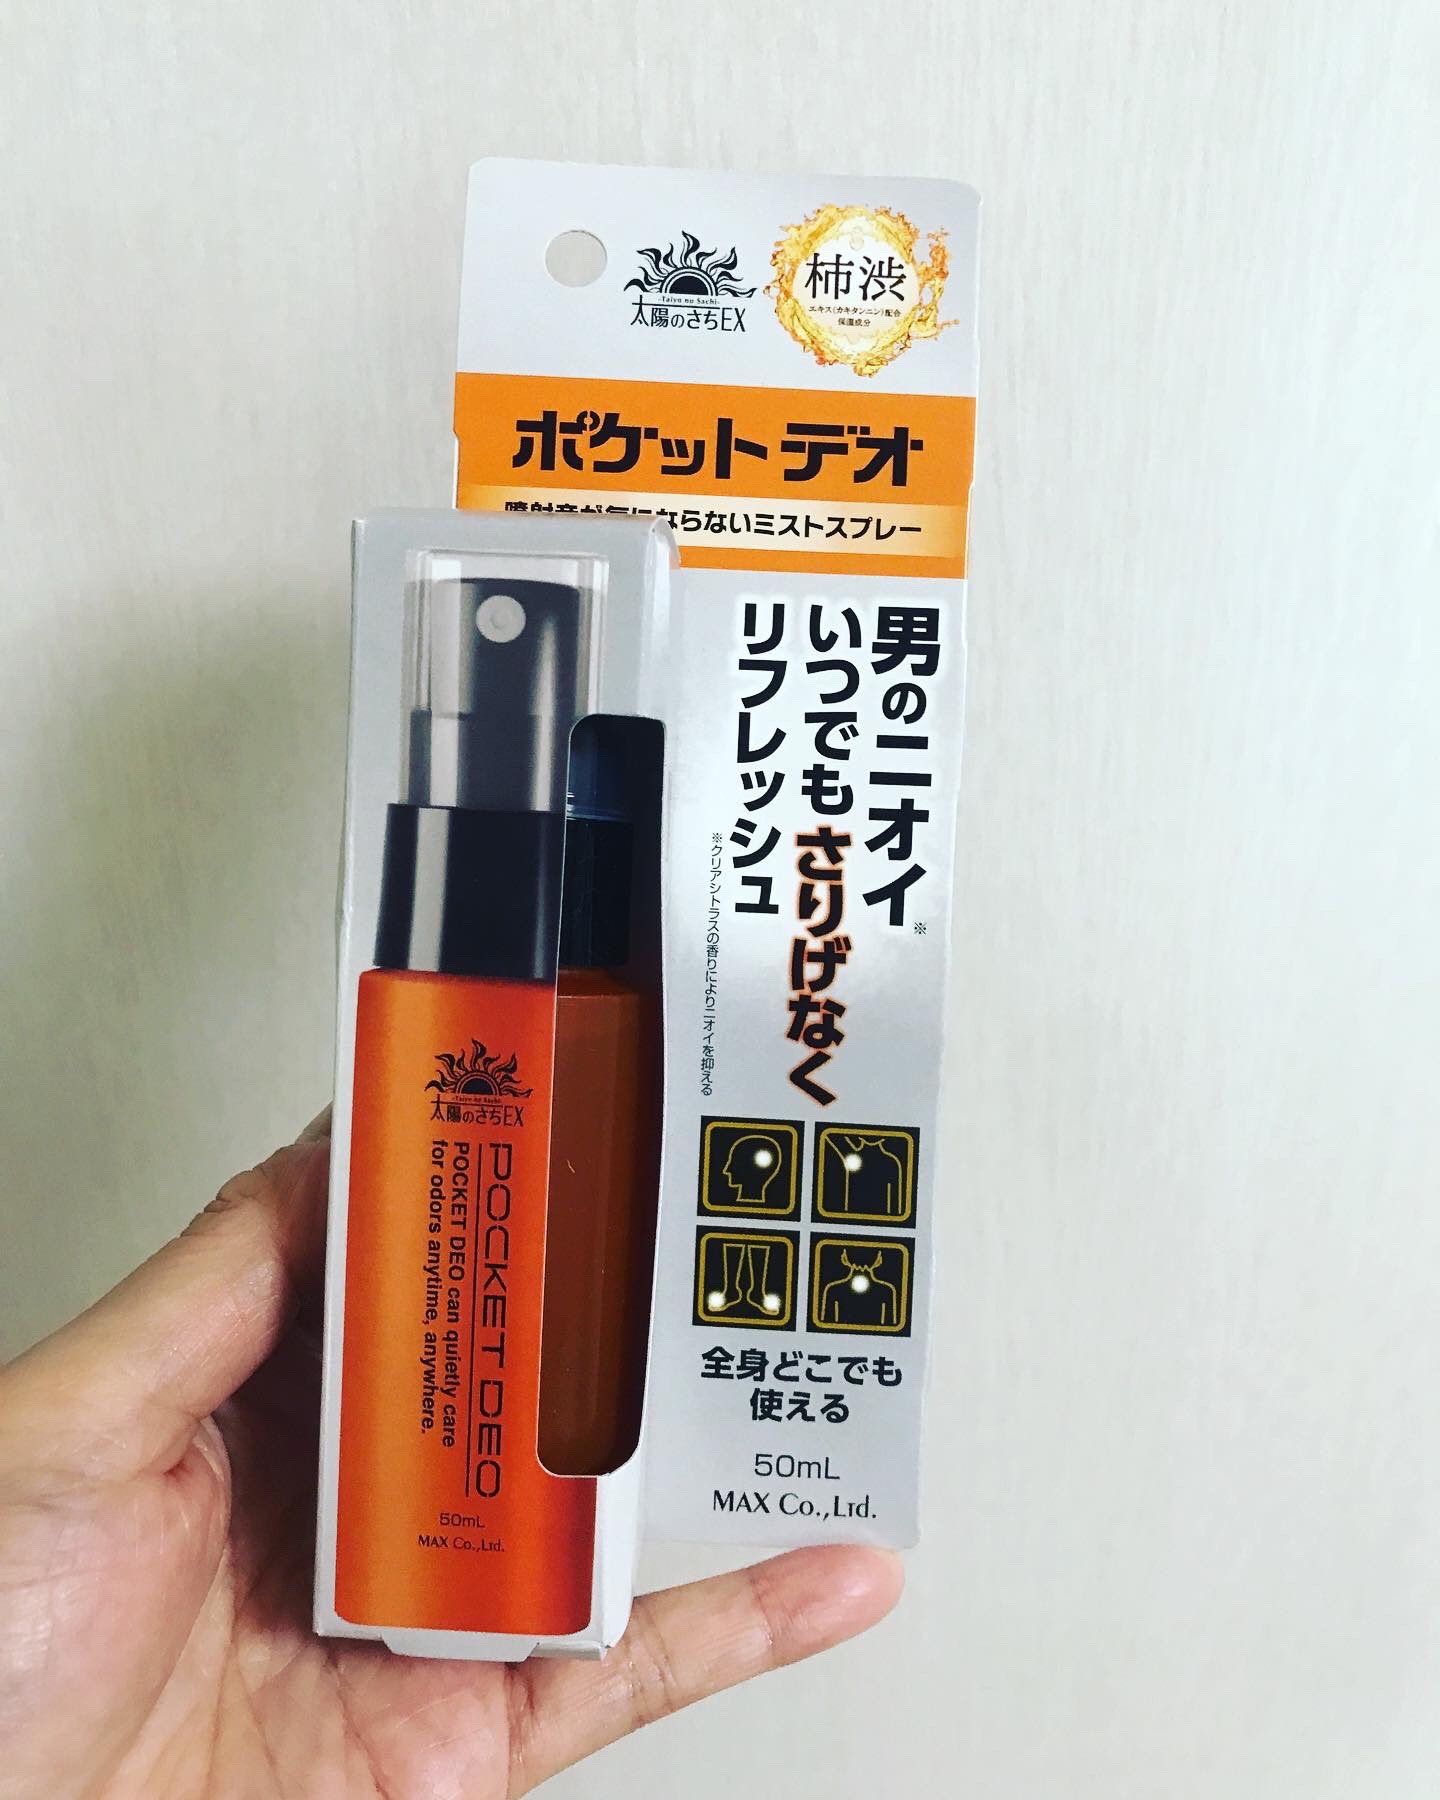 -Taiyo no Sachi-
太陽のさちEX
柿渋
エキス(カキタンニン)配合
保湿成分
ポケットデオ
噴射音が気にならないミストスプレー
男のニオイ※
いつでもさりげなく
リフレッシュ
※クリアシトラスの香りによりニオイを抑える
全身どこでも
使える
50mL
MAX Co.,Ltd.
-Taiyo no Sachi-
太陽のさちEX
POCKET DEO
POCKET DEO can quietly care
for odors anytime, anywhere.
50mL
MAX Co.,Ltd.